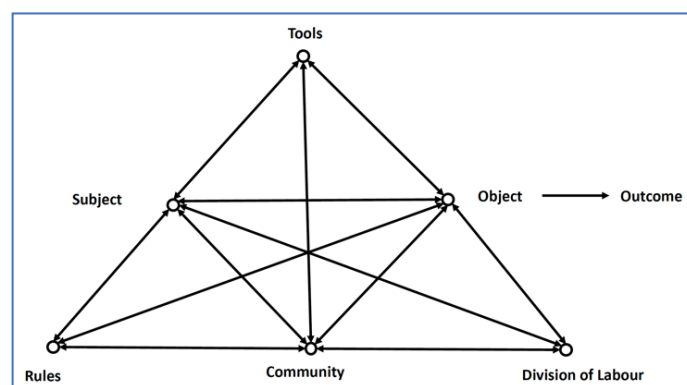 Tools
Subject
Object
Outcome
Rules
Community
Division of Labour